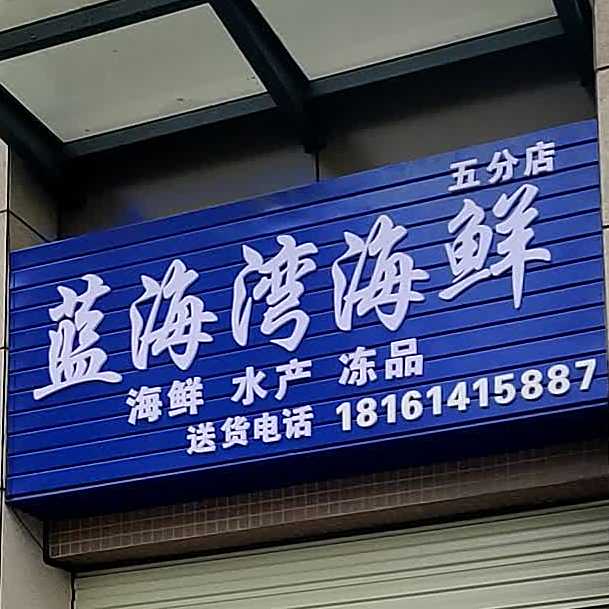 五分店
蓝海湾海鲜
海鲜 水产 冻品
送货电话 18161415887